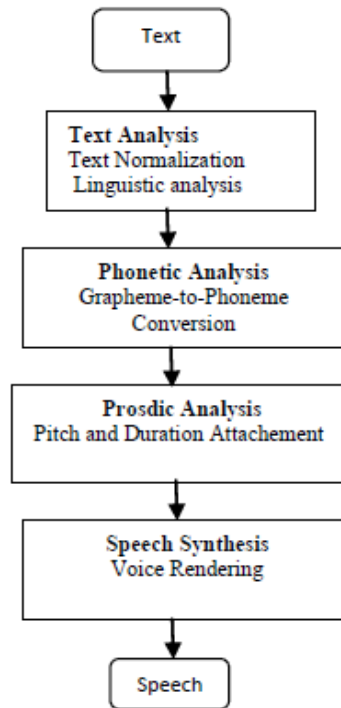 Text
Text Analysis
Text Normalization
Linguistic analysis
Phonetic Analysis
Grapheme-to-Phoneme
Conversion
Prosdic Analysis
Pitch and Duration Attachement
Speech Synthesis
Voice Rendering
Speech